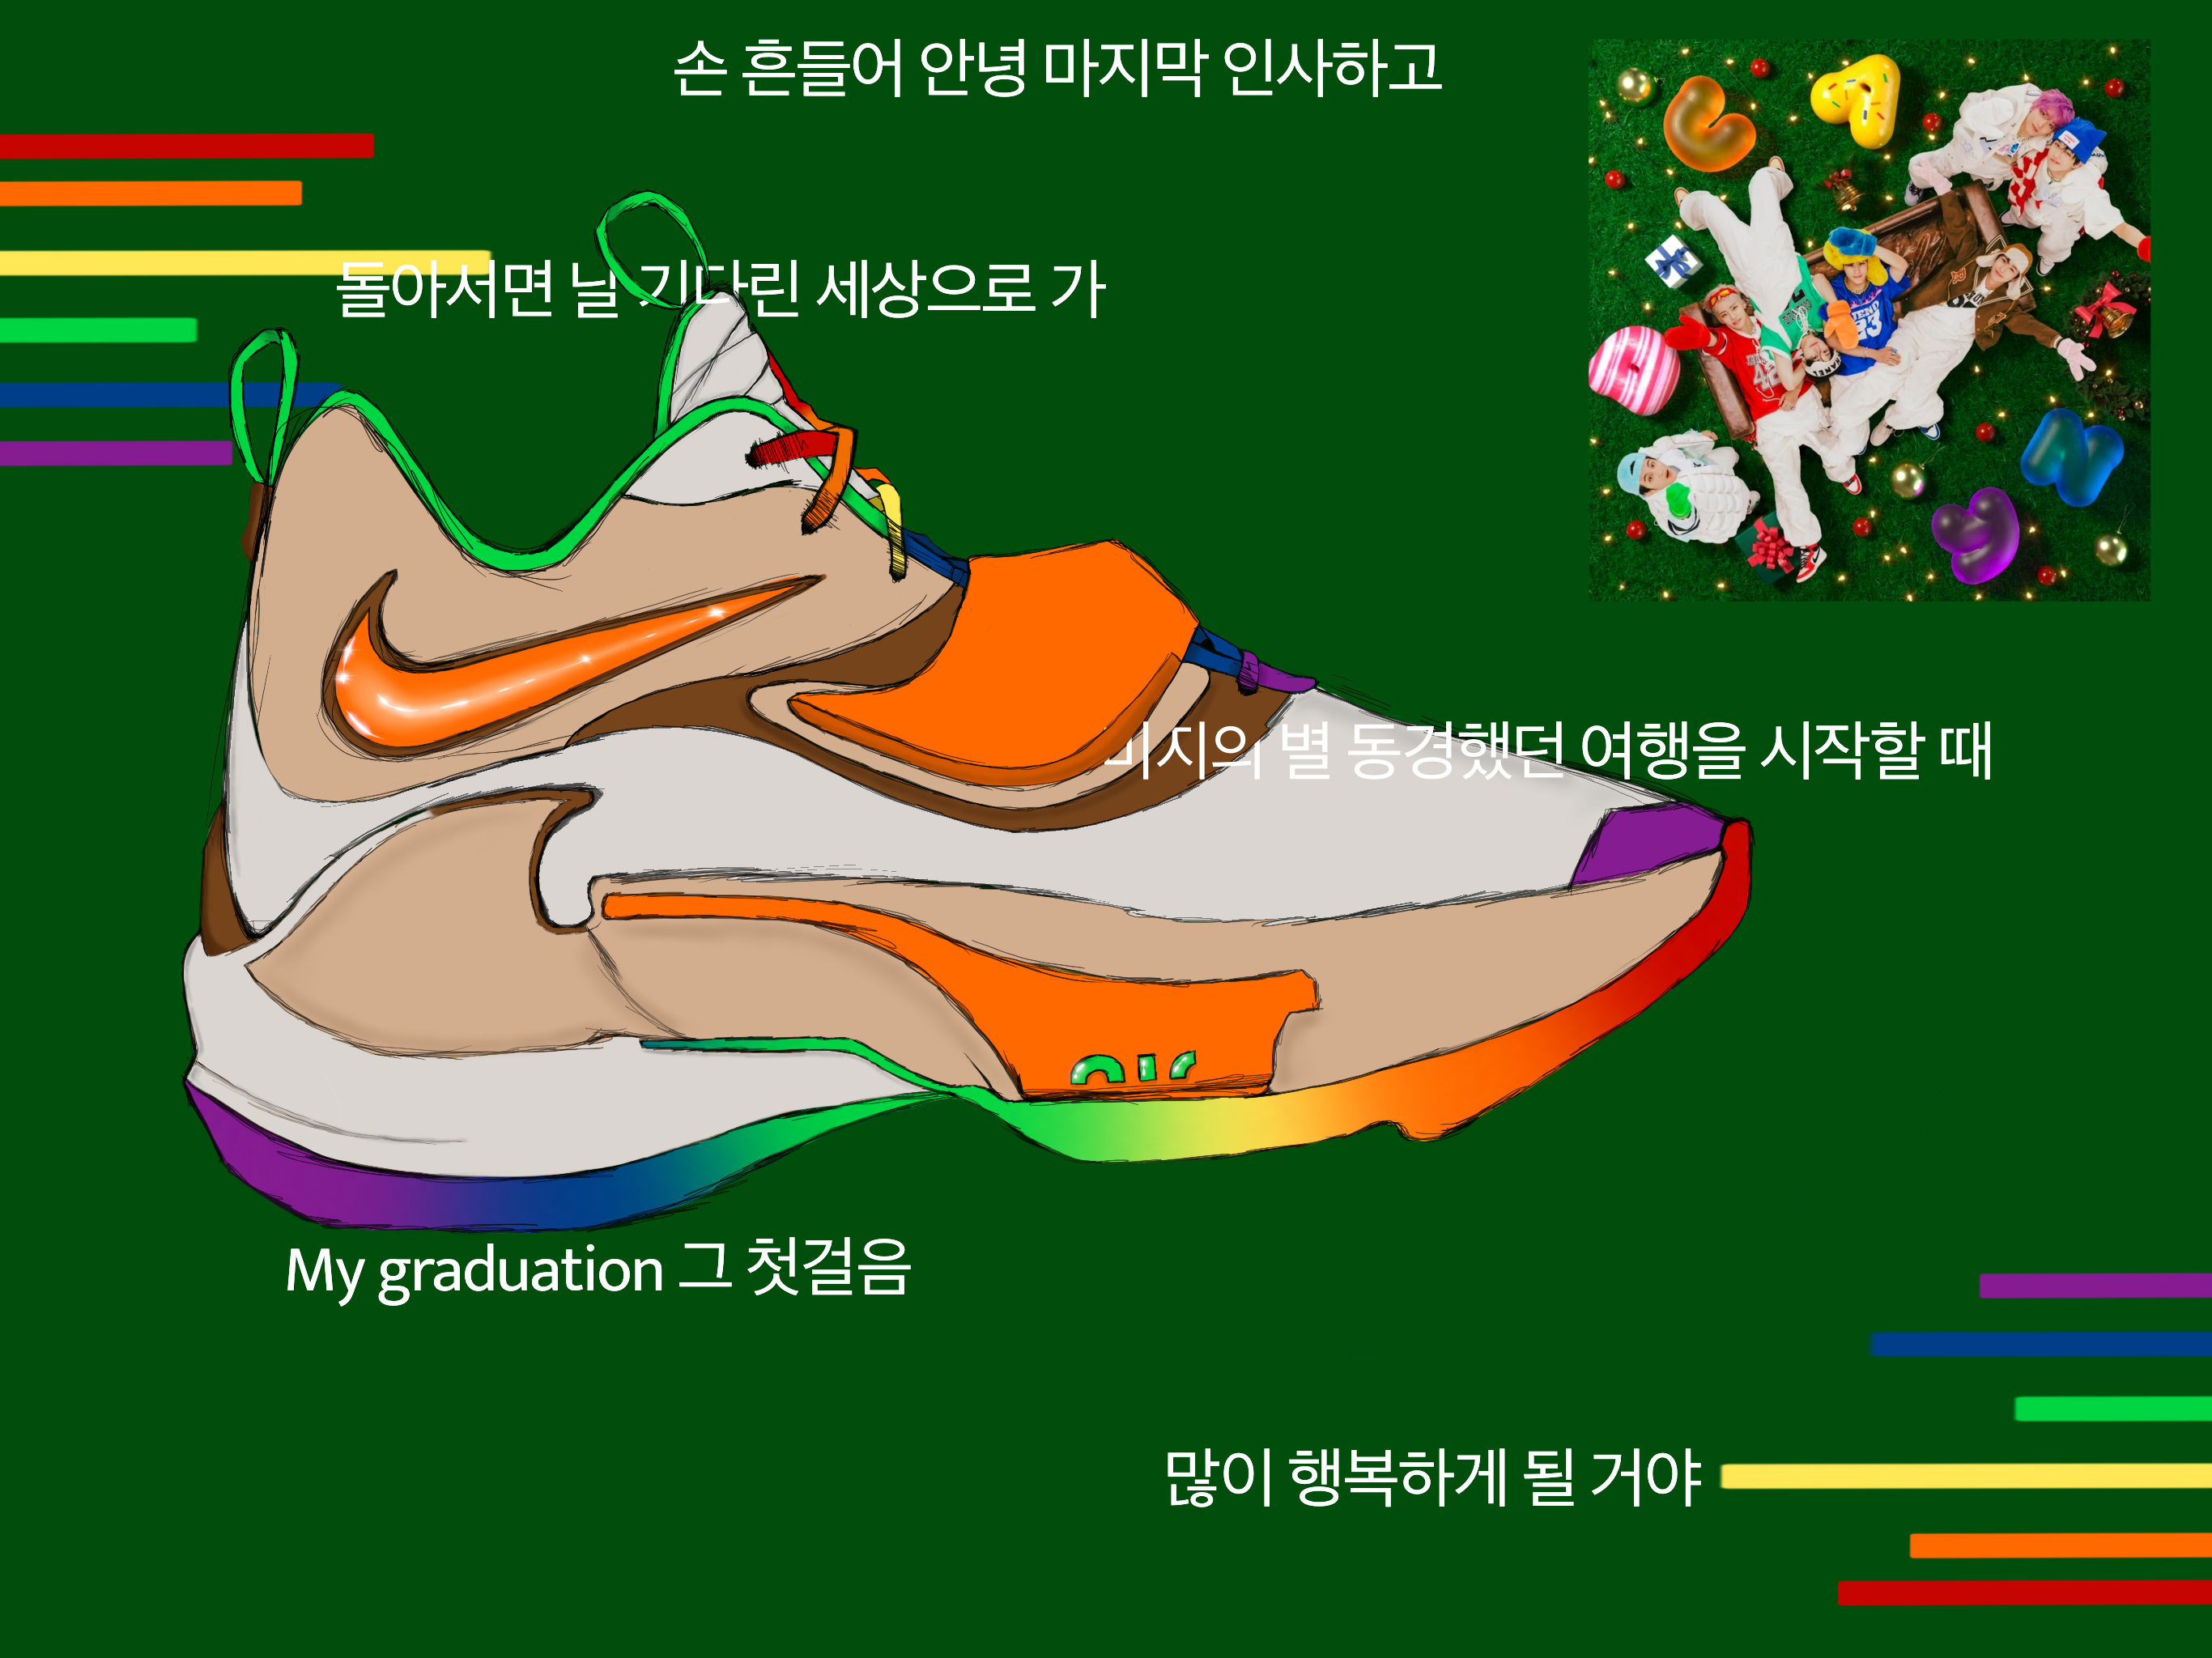 손 흔들어 안녕 마지막 인사하고
돌아서면 널 기다린 세상으로 가
미지의 별 동경했던 여행을 시작할 때
air
My graduation 그 첫걸음
많이 행복하게 될 거야